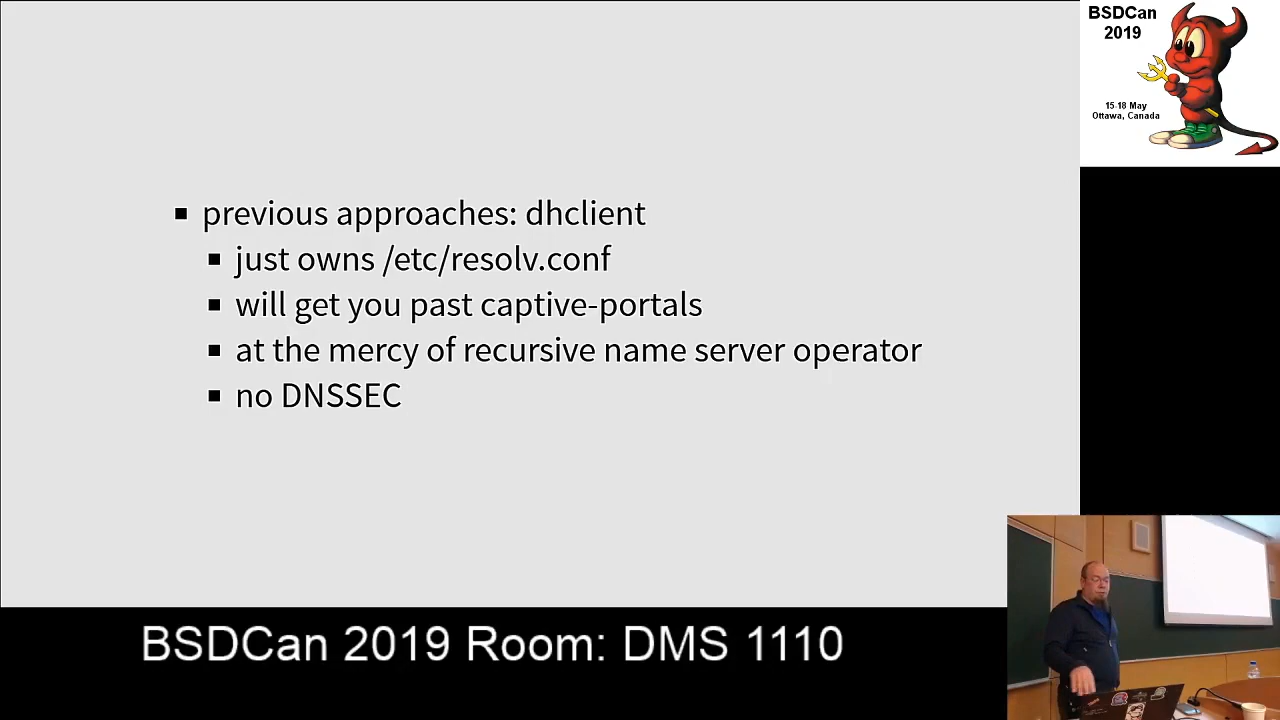 BSDCan
2019
15-18 May
Ottawa, Canada
previous approaches: dhclient
just owns /etc/resolv.conf
will get you past captive-portals
at the mercy of recursive name server operator
no DNSSEC
BSDCan 2019 Room: DMS 1110